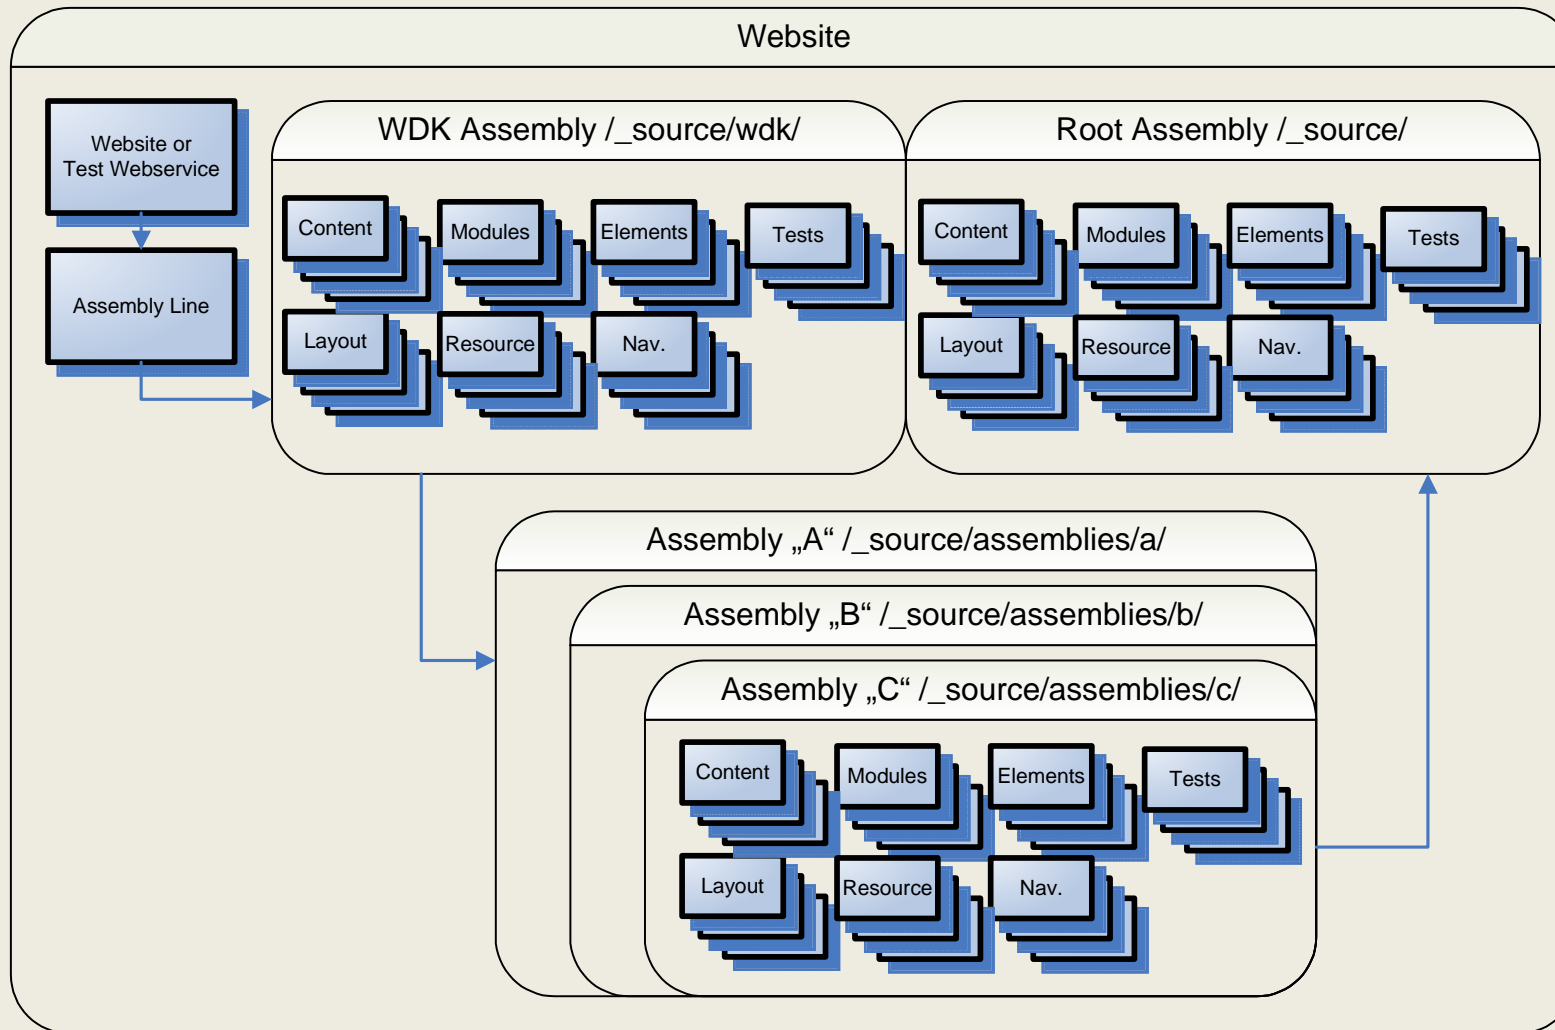 Website
Website or
Test Webservice
Assembly Line
WDK Assembly /_source/wdk/
Content
Modules
Elements
Tests
Layout
Resource
Nav.
Root Assembly /_source/
Content
Modules
Elements
Tests
Layout
Resource
Nav.
Assembly „A“ /_source/assemblies/a/
Assembly „B“ /_source/assemblies/b/
Assembly „C“ /_source/assemblies/c/
Content
Modules
Elements
Tests
Layout
Resource
Nav.